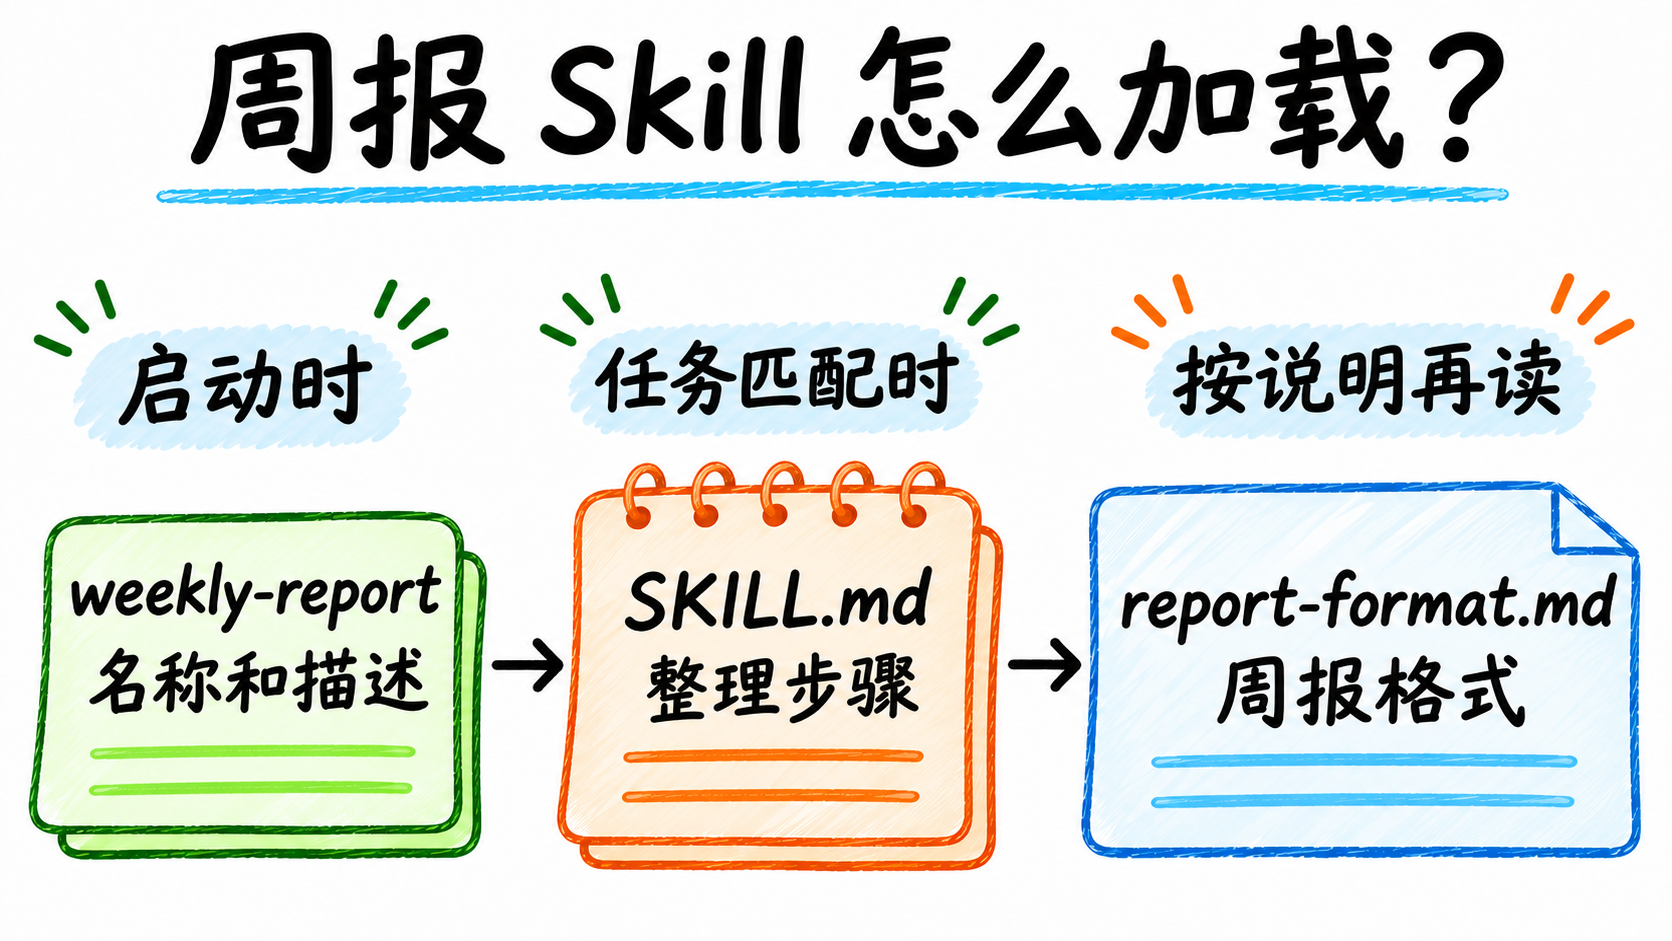 周报 Skill 怎么加载？
启动时
weekly-report
名称和描述
任务匹配时
SKILL.md
整理步骤
按说明再读
report-format.md
周报格式